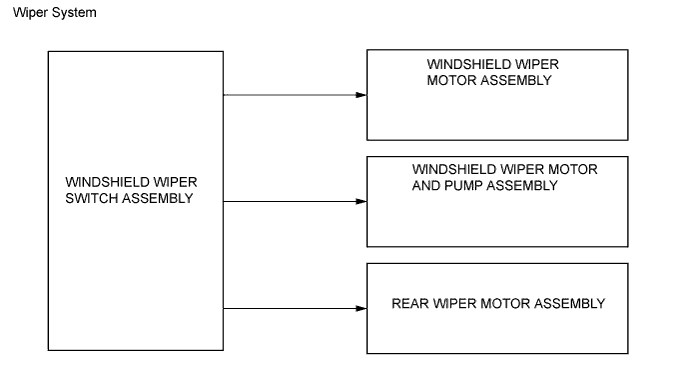 Wiper System
WINDSHIELD WIPER
SWITCH ASSEMBLY
WINDSHIELD WIPER
MOTOR ASSEMBLY
WINDSHIELD WIPER MOTOR
AND PUMP ASSEMBLY
REAR WIPER MOTOR ASSEMBLY